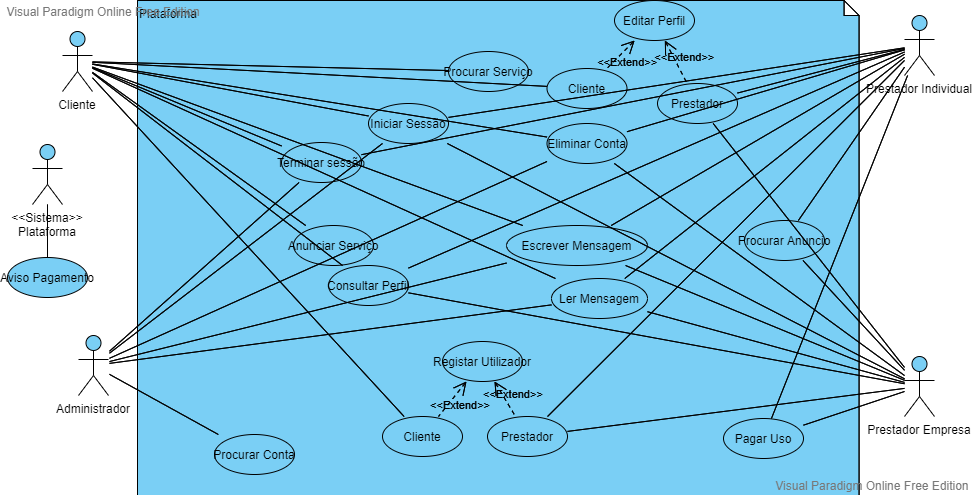 Visual Paradigm Online Free Edition
Plataforma
Editar Perfil
<<Extend>>
<<Extend>>
Procurar Serviço
Cliente
Prestador
Cliente
Prestador Individual
Iniciar Sessão
Eliminar Conta
Terminar sessão
<<Sistema>>
Plataforma
Anunciar Serviço
Escrever Mensagem
Procurar Anuncio
Aviso Pagamento
Consultar Perfil
Ler Mensagem
Registar Utilizador
<<Extend>>
<<Extend>>
Administrador
Cliente
Prestador
Pagar Uso
Prestador Empresa
Procurar Conta
Visual Paradigm Online Free Edition